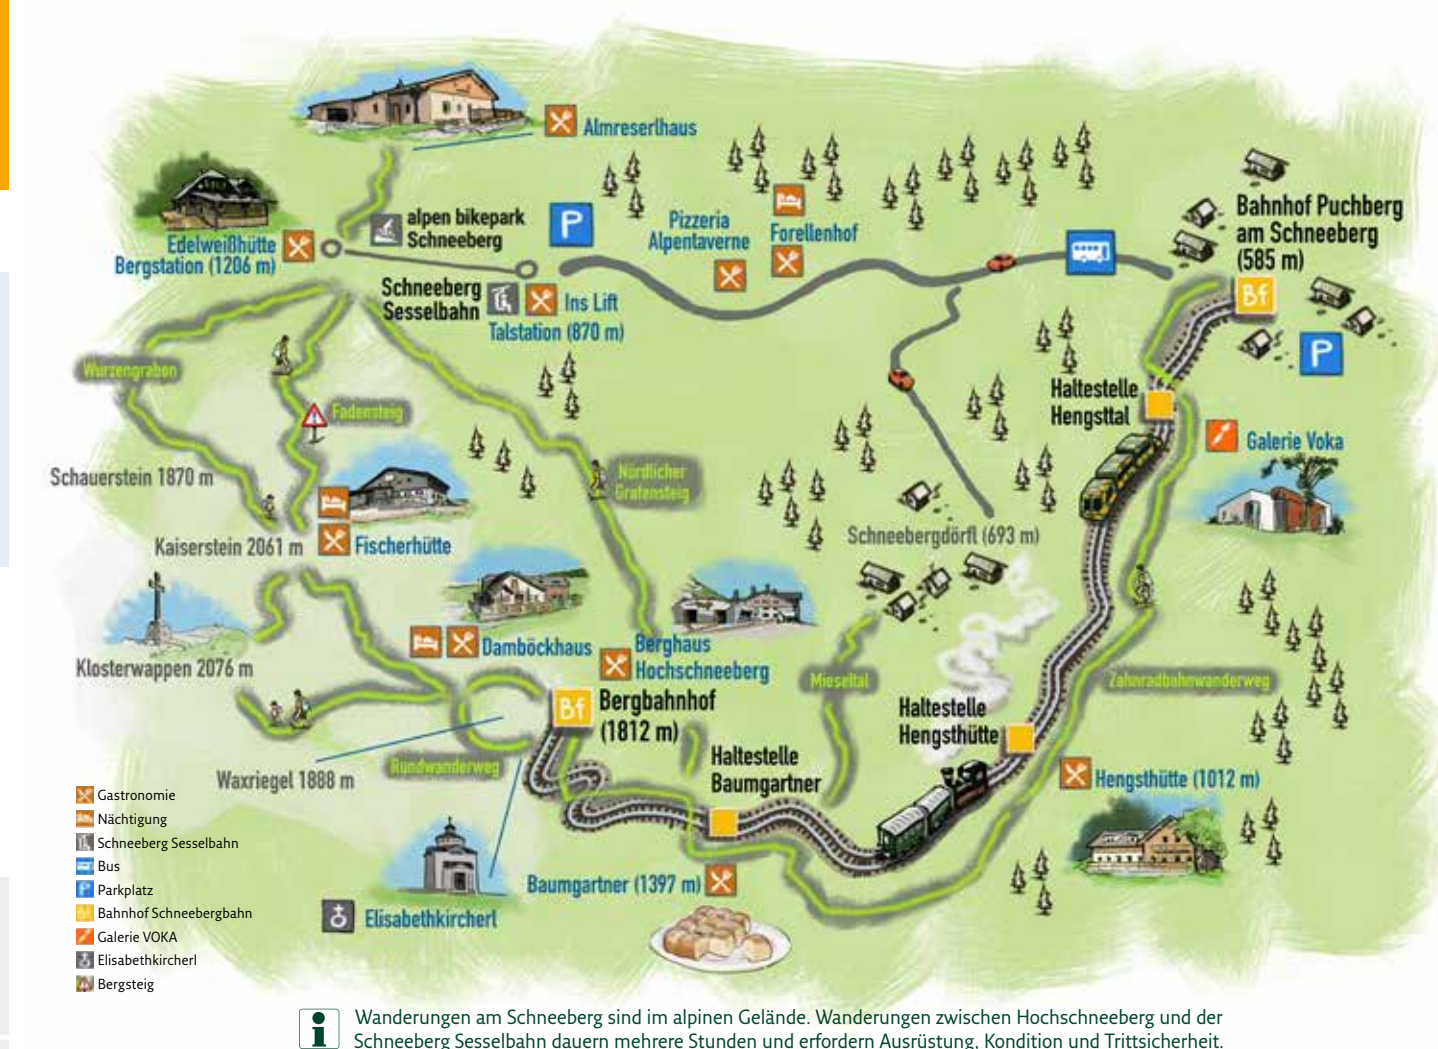 Almreserlhaus
Edelweißhütte
Bergstation (1206 m)
alpen bikepark
Schneeberg
P
Pizzeria
Alpentaverne
Forellenhof
Bahnhof Puchberg
am Schneeberg
(585 m)
Bf
P
Schneeberg
Sesselbahn
Ins Lift
Talstation (870 m)
Wurzengraben
Fadensteig
Haltestelle
Hengsttal
Galerie Voka
Schauerstein 1870 m
Nördlicher
Grafensteig
Kaiserstein 2061 m
Fischerhütte
Schneebergdörfl (693 m)
Damböckhaus
Berghaus
Hochschneeberg
Klosterwappen 2076 m
Mieseltal
Zahnradbahnwanderweg
Bf
Bergbahnhof
(1812 m)
Haltestelle
Hengsthütte
Haltestelle
Baumgartner
Rundwanderweg
Waxriegel 1888 m
Hengsthütte (1012 m)
Baumgartner (1397 m)
Elisabethkircherl
Gastronomie
Nächtigung
Schneeberg Sesselbahn
Bus
P Parkplatz
Bf Bahnhof Schneebergbahn
Galerie VOKA
Elisabethkircherl
Bergsteig
Wanderungen am Schneeberg sind im alpinen Gelände. Wanderungen zwischen Hochschneeberg und der
Schneeberg Sesselbahn dauern mehrere Stunden und erfordern Ausrüstung, Kondition und Trittsicherheit.